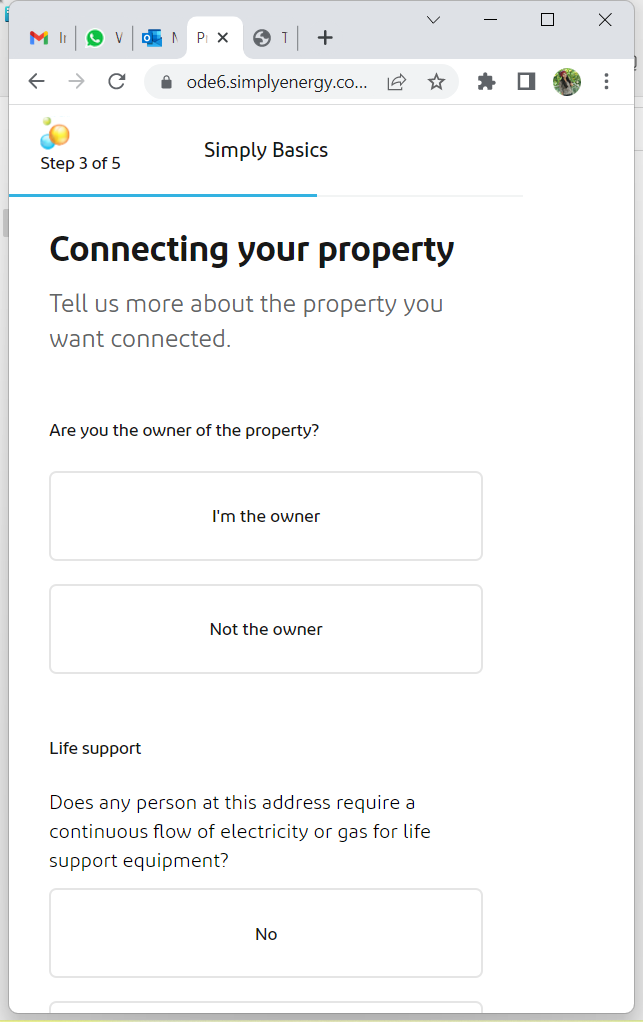 ode6.simplyenergy.co...
Step 3 of 5
Simply Basics
Connecting your property
Tell us more about the property you
want connected.
Are you the owner of the property?
I'm the owner
Not the owner
Life support
Does any person at this address require a
continuous flow of electricity or gas for life
support equipment?
No